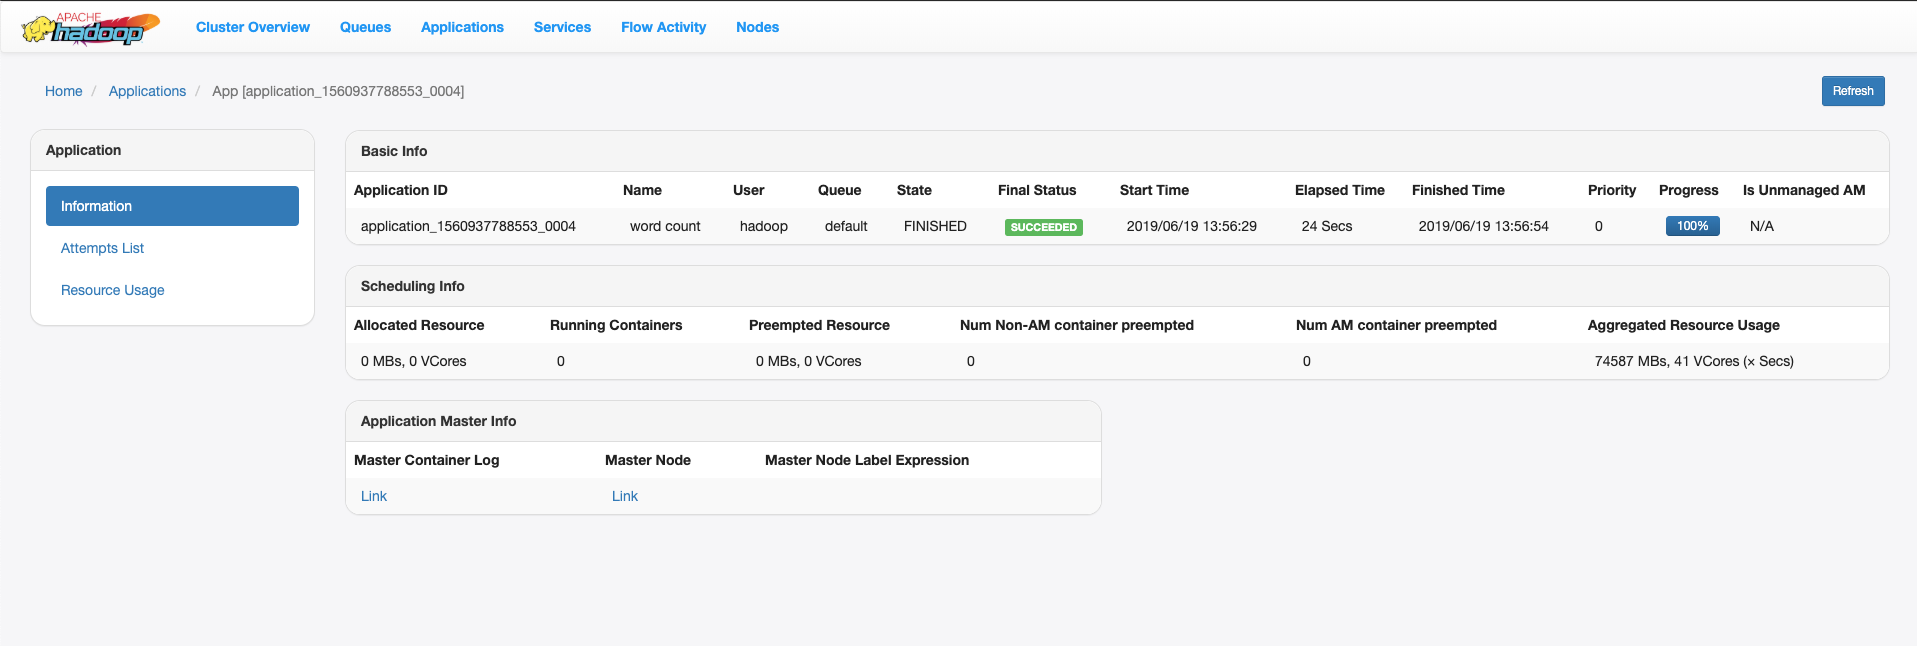 APACHE
hadoop
Cluster Overview Queues Applications Services Flow Activity Nodes
Home / Applications / App [application_1560937788553_0004]
Refresh
Application
Information
Attempts List
Resource Usage
Basic Info
Application ID Name User Queue State Final Status Start Time Elapsed Time Finished Time Priority Progress Is Unmanaged AM
application_1560937788553_0004 word count hadoop default FINISHED SUCCEEDED 2019/06/19 13:56:29 24 Secs 2019/06/19 13:56:54 0 100% N/A
Scheduling Info
Allocated Resource Running Containers Preempted Resource Num Non-AM container preempted Num AM container preempted Aggregated Resource Usage
0 MBs, 0 VCores 0 0 MBs, 0 VCores 0 0 74587 MBs, 41 VCores (× Secs)
Application Master Info
Master Container Log Master Node Master Node Label Expression
Link Link